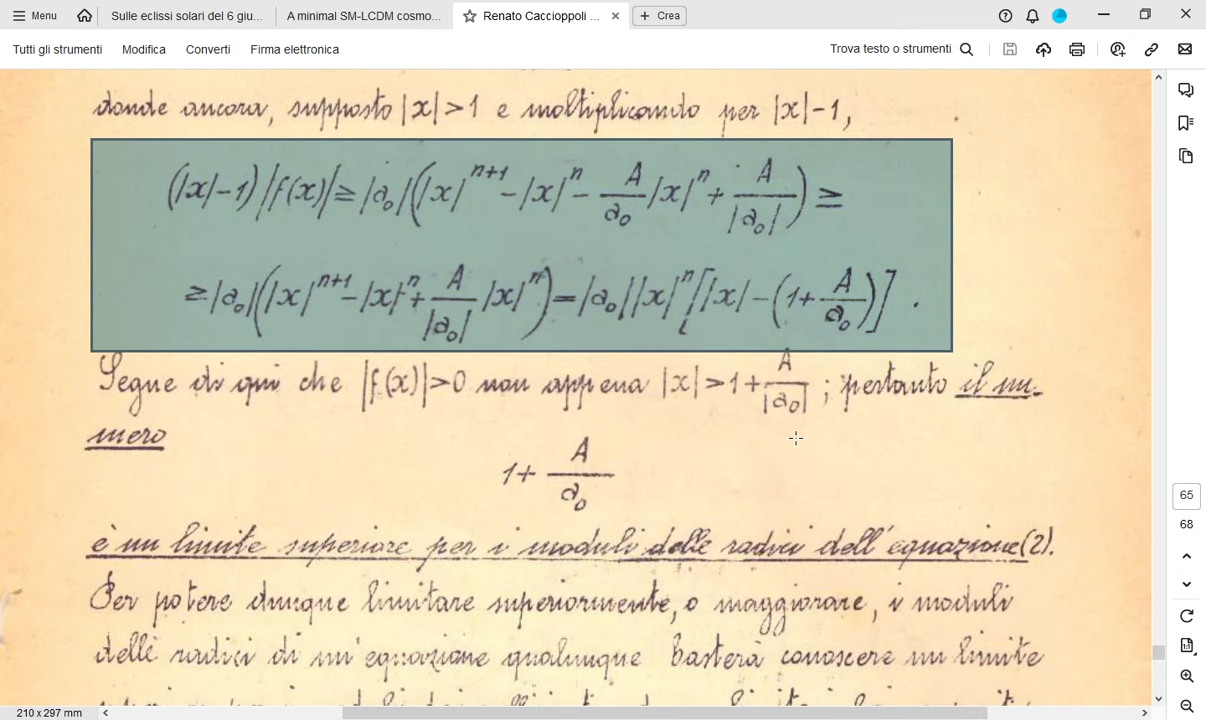 Menu Sulle eclissi solari del 6 giu... A minimal SM-LCDM cosmo... Renato Caccioppoli ... × + Crea
Tutti gli strumenti Modifica Converti Firma elettronica Trova testo o strumenti
donde ancora, supposto |x|>1 e moltiplicando per |x|-1,
(|x|-1)|f(x)|≥|a₀|(|x|ⁿ⁺¹-|x|ⁿ-A/a₀|x|ⁿ+A/|a₀|)≥
≥|a₀|(|x|ⁿ⁺¹-|x|ⁿ+A/|a₀||x|ⁿ)=|a₀||x|ⁿ[|x|-(1+A/a₀)].
Segue di qui che |f(x)|>0 non appena |x|>1+A/|a₀|; pertanto il nu-
mero
1+A/a₀
è un limite superiore per i moduli delle radici dell'equazione(2).
Per potere dunque limitare superiormente, o maggiorare, i moduli
delle radici di un'equazione qualunque basterà conoscere un limite
65
68
210 x 297 mm